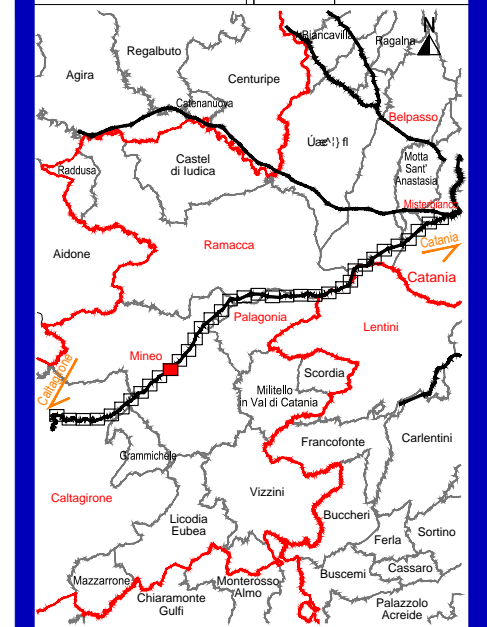 N
Biancavilla
Ragalna
Regalbuto
Agira
Centuripe
Catenanuova
Belpasso
Motta
Sant'
Anastasia
Castel
di Iudica
Raddusa
Misterbianco
Catania
Ramacca
Aidone
Catania
Palagonia
Lentini
Mineo
Caltagirone
Scordia
Militello
in Val di Catania
Francofonte
Carlentini
Grammichele
Vizzini
Caltagirone
Buccheri
Licodia
Eubea
Sortino
Ferla
Cassaro
Buscemi
Mazzarrone
Monterosso
Almo
Chiaramonte
Gulfi
Palazzolo
Acreide